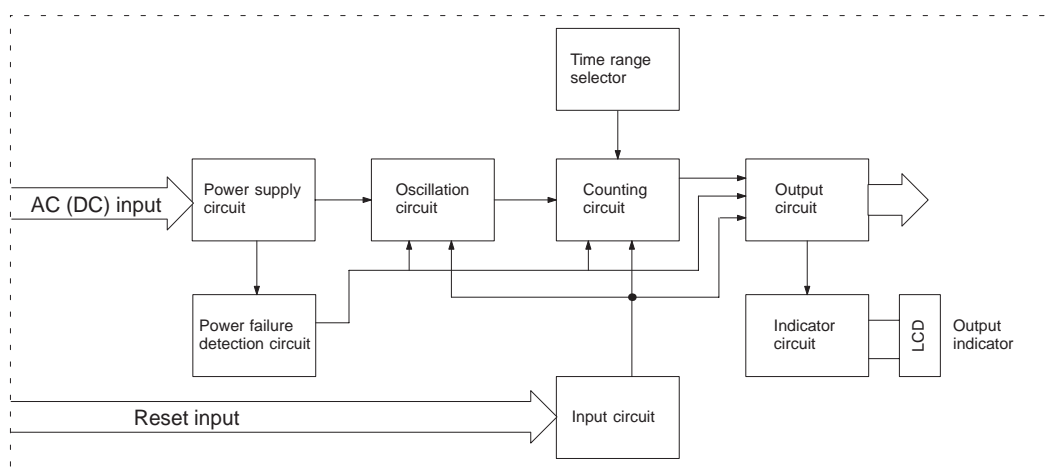 Time range
selector
AC (DC) input
Power supply
circuit
Oscillation
circuit
Counting
circuit
Output
circuit
Power failure
detection circuit
Indicator
circuit
LCD
Output
indicator
Reset input
Input circuit